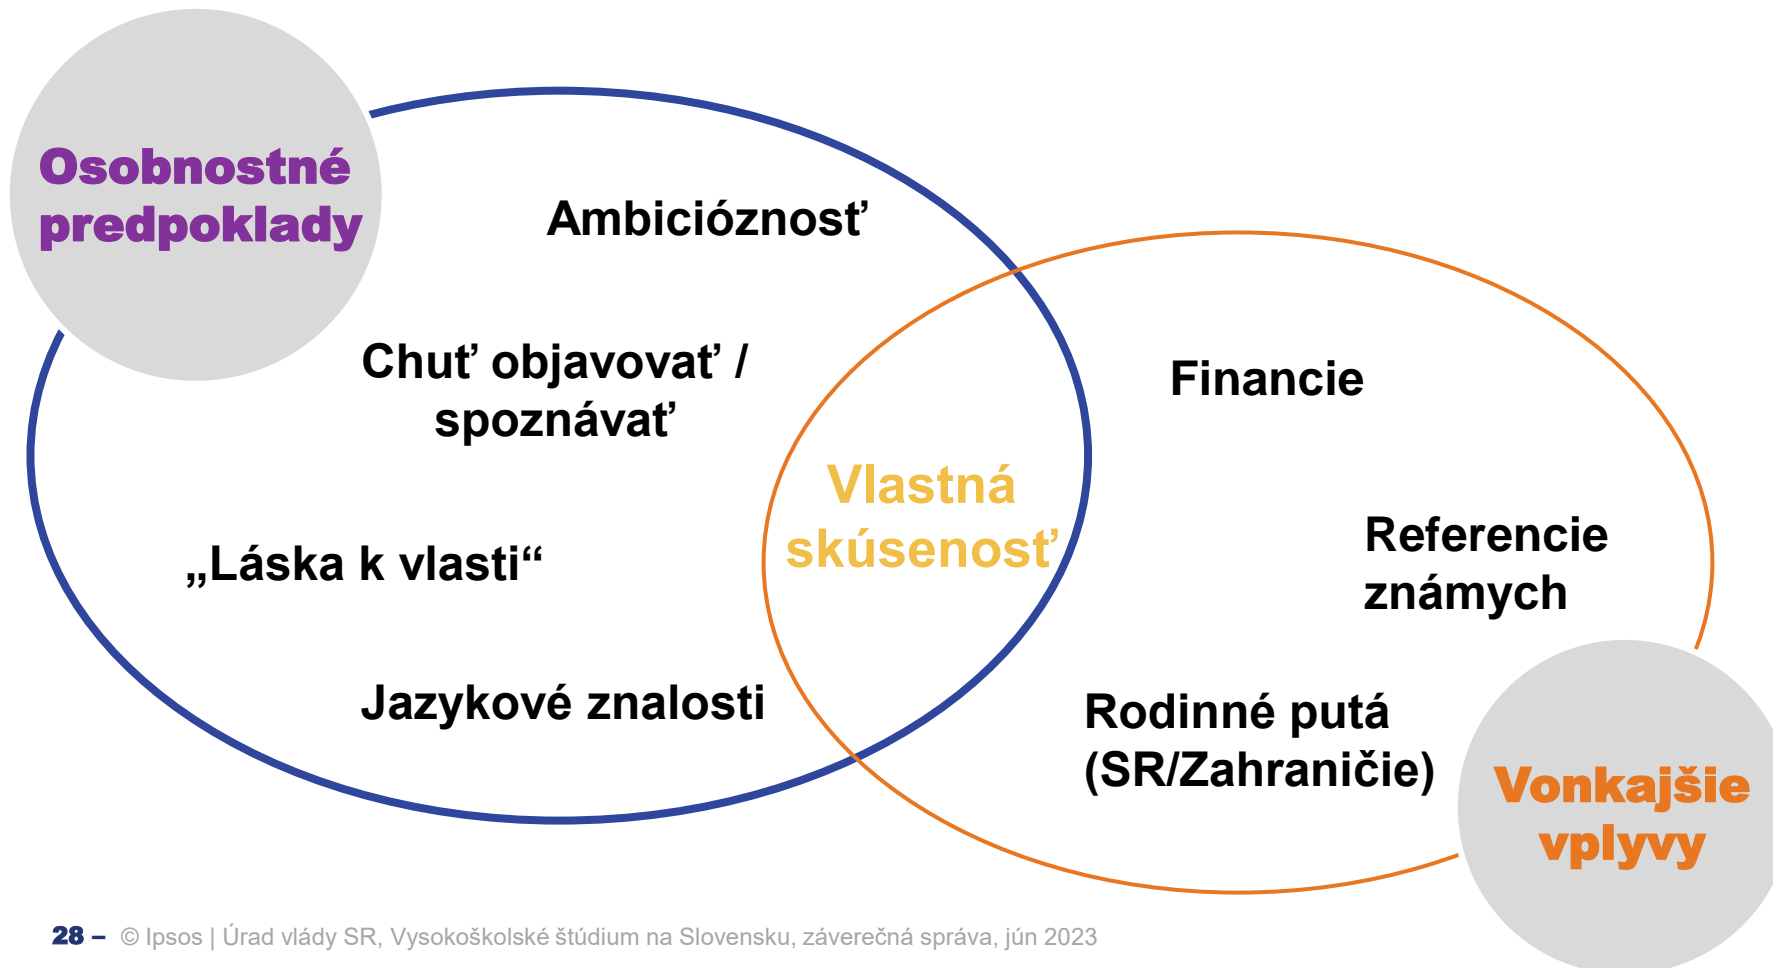 Osobnostné
predpoklady
Ambicióznosť
Chuť objavovať /
spoznávať
„Láska k vlasti“
Jazykové znalosti
Vlastná
skúsenosť
Financie
Referencie
známych
Rodinné putá
(SR/Zahraničie)
Vonkajšie
vplyvy
28 – © Ipsos | Úrad vlády SR, Vysokoškolské štúdium na Slovensku, záverečná správa, jún 2023